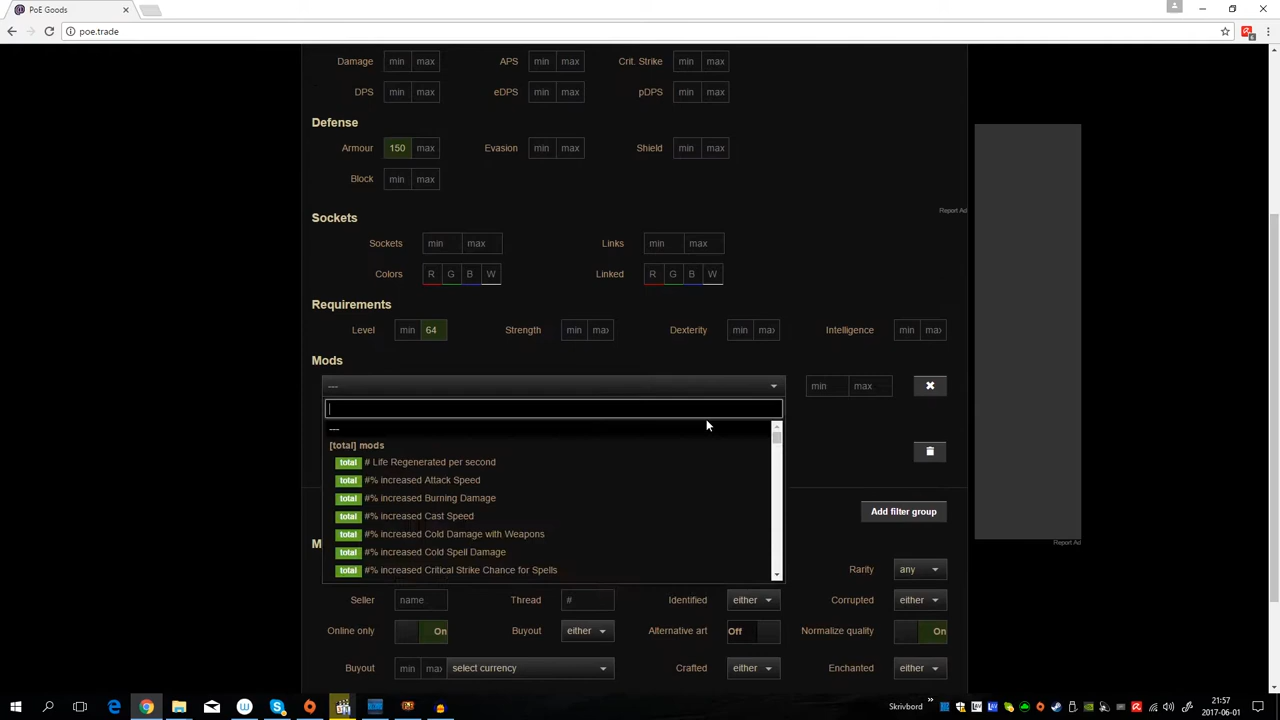 PoE Goods
poe.trade
Damage min max APS min max Crit. Strike min max
DPS min max eDPS min max pDPS min max
Defense
Armour 150 max Evasion min max Shield min max
Block min max
Report Ad
Sockets
Sockets min max Links min max
Colors R G B W Linked R G B W
Requirements
Level min 64 Strength min max Dexterity min max Intelligence min max
Mods
--- min max
---
[total] mods
total # Life Regenerated per second
total #% increased Attack Speed
total #% increased Burning Damage
Add filter group
total #% increased Cast Speed
total #% increased Cold Damage with Weapons
Report Ad
M
total #% increased Cold Spell Damage
total #% increased Critical Strike Chance for Spells
Rarity any
Seller name Thread # Identified either Corrupted either
Online only On Buyout either Alternative art Off Normalize quality On
Buyout min max select currency Crafted either Enchanted either
Skrivbord
21:57
2017-06-01